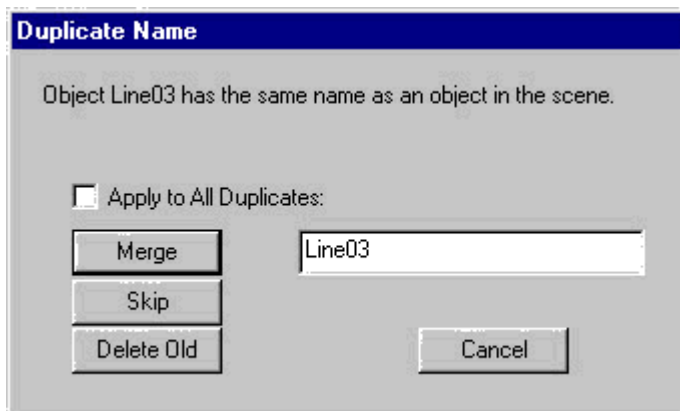 Duplicate Name
Object Line03 has the same name as an object in the scene.
Apply to All Duplicates:
Merge
Line03
Skip
Delete Old
Cancel